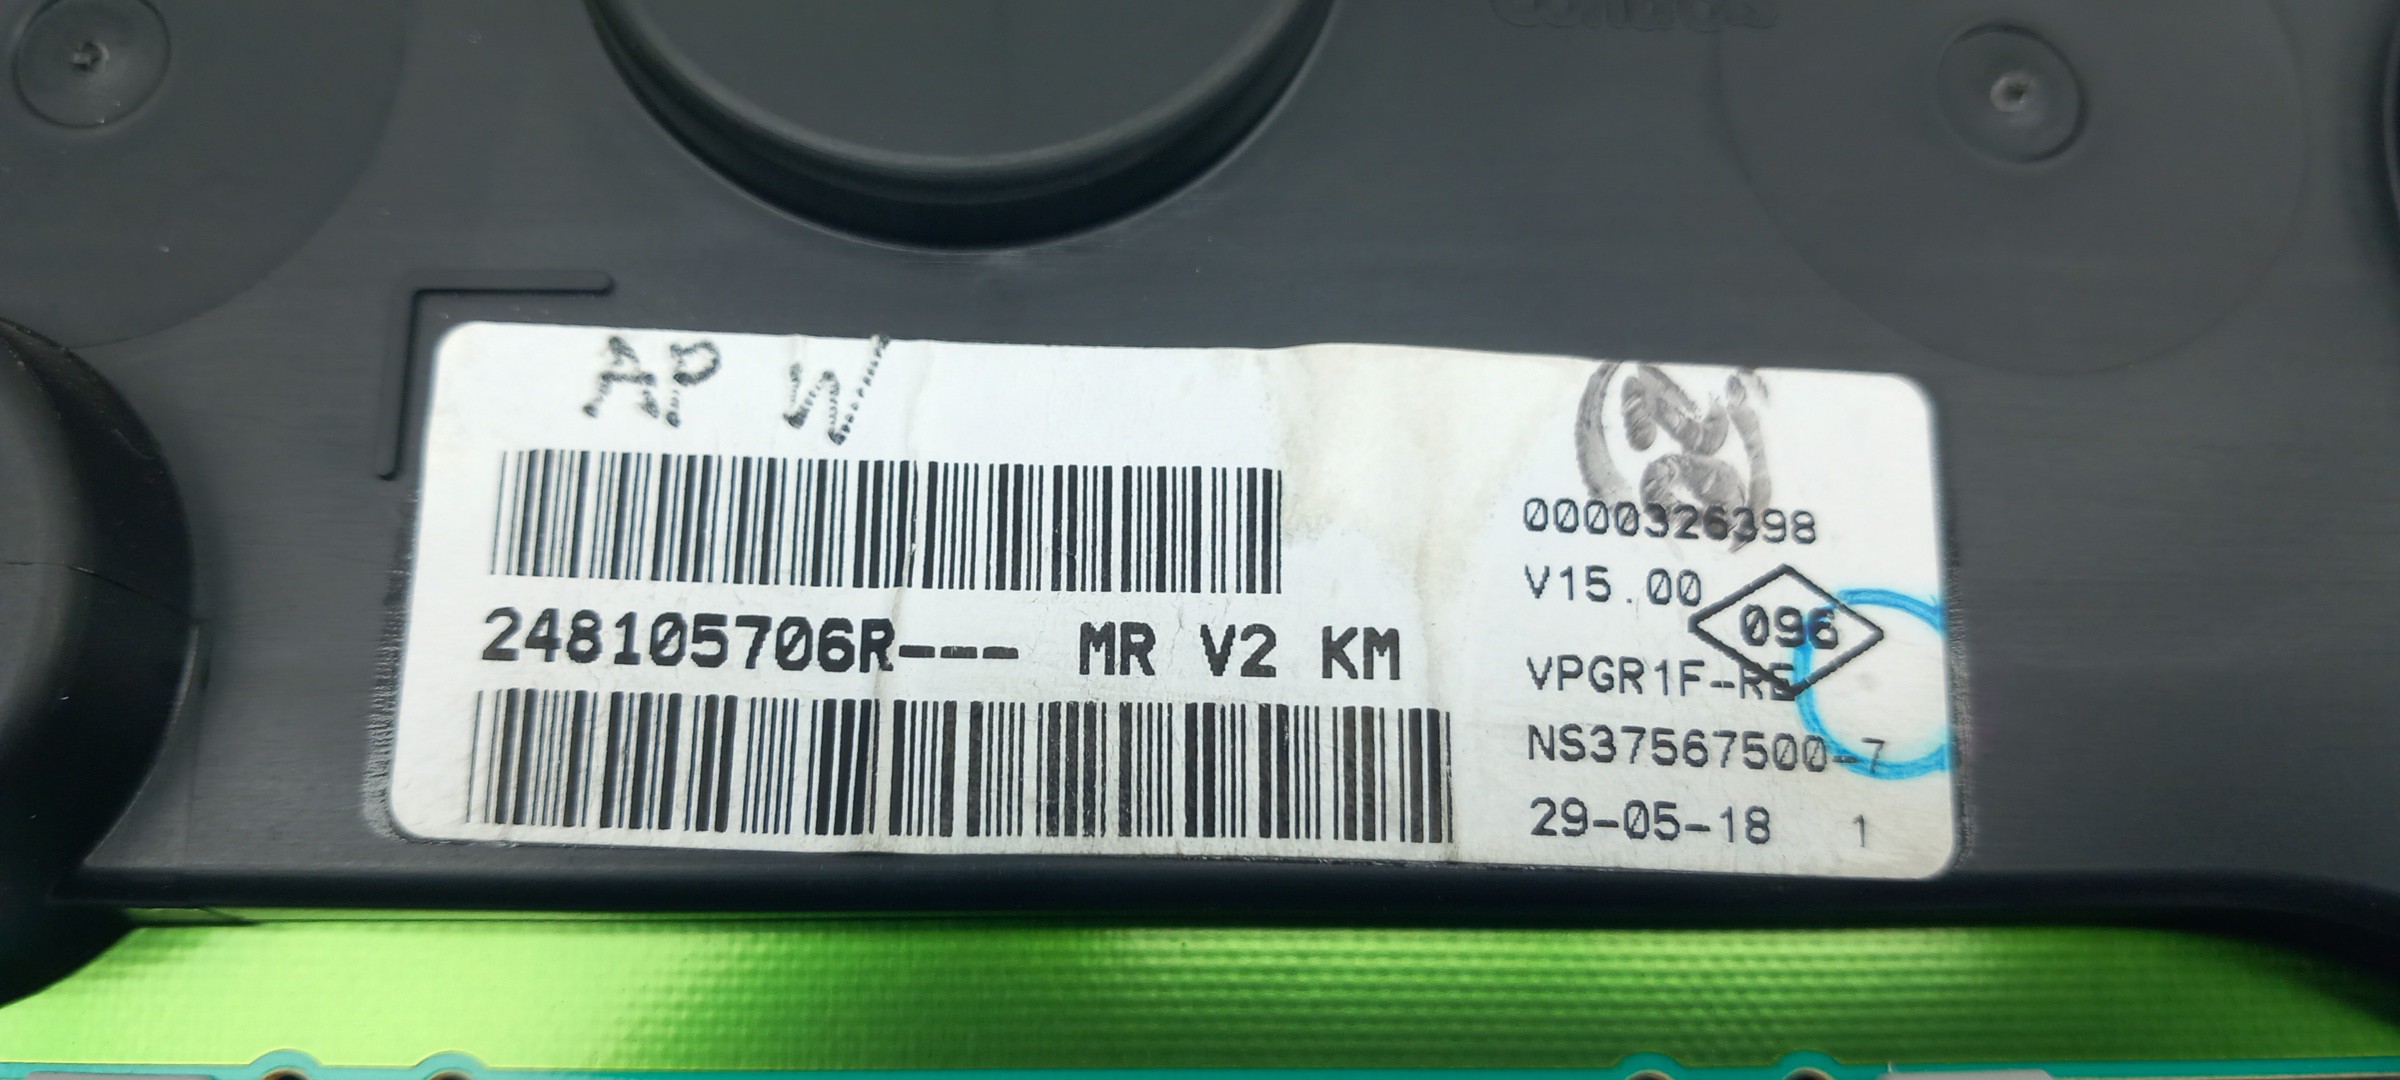 AP W
0000326398
V15.00
096
248105706R--- MR V2 KM
VPGR1F-RE
NS37567500-7
29-05-18 1